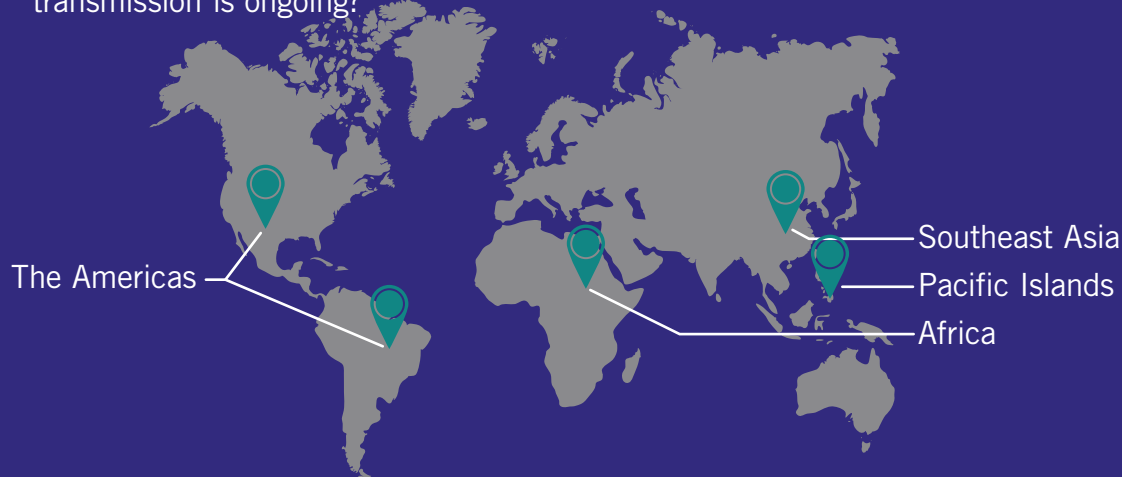 transmission is ongoing?
Southeast Asia
The Americas
Pacific Islands
Africa